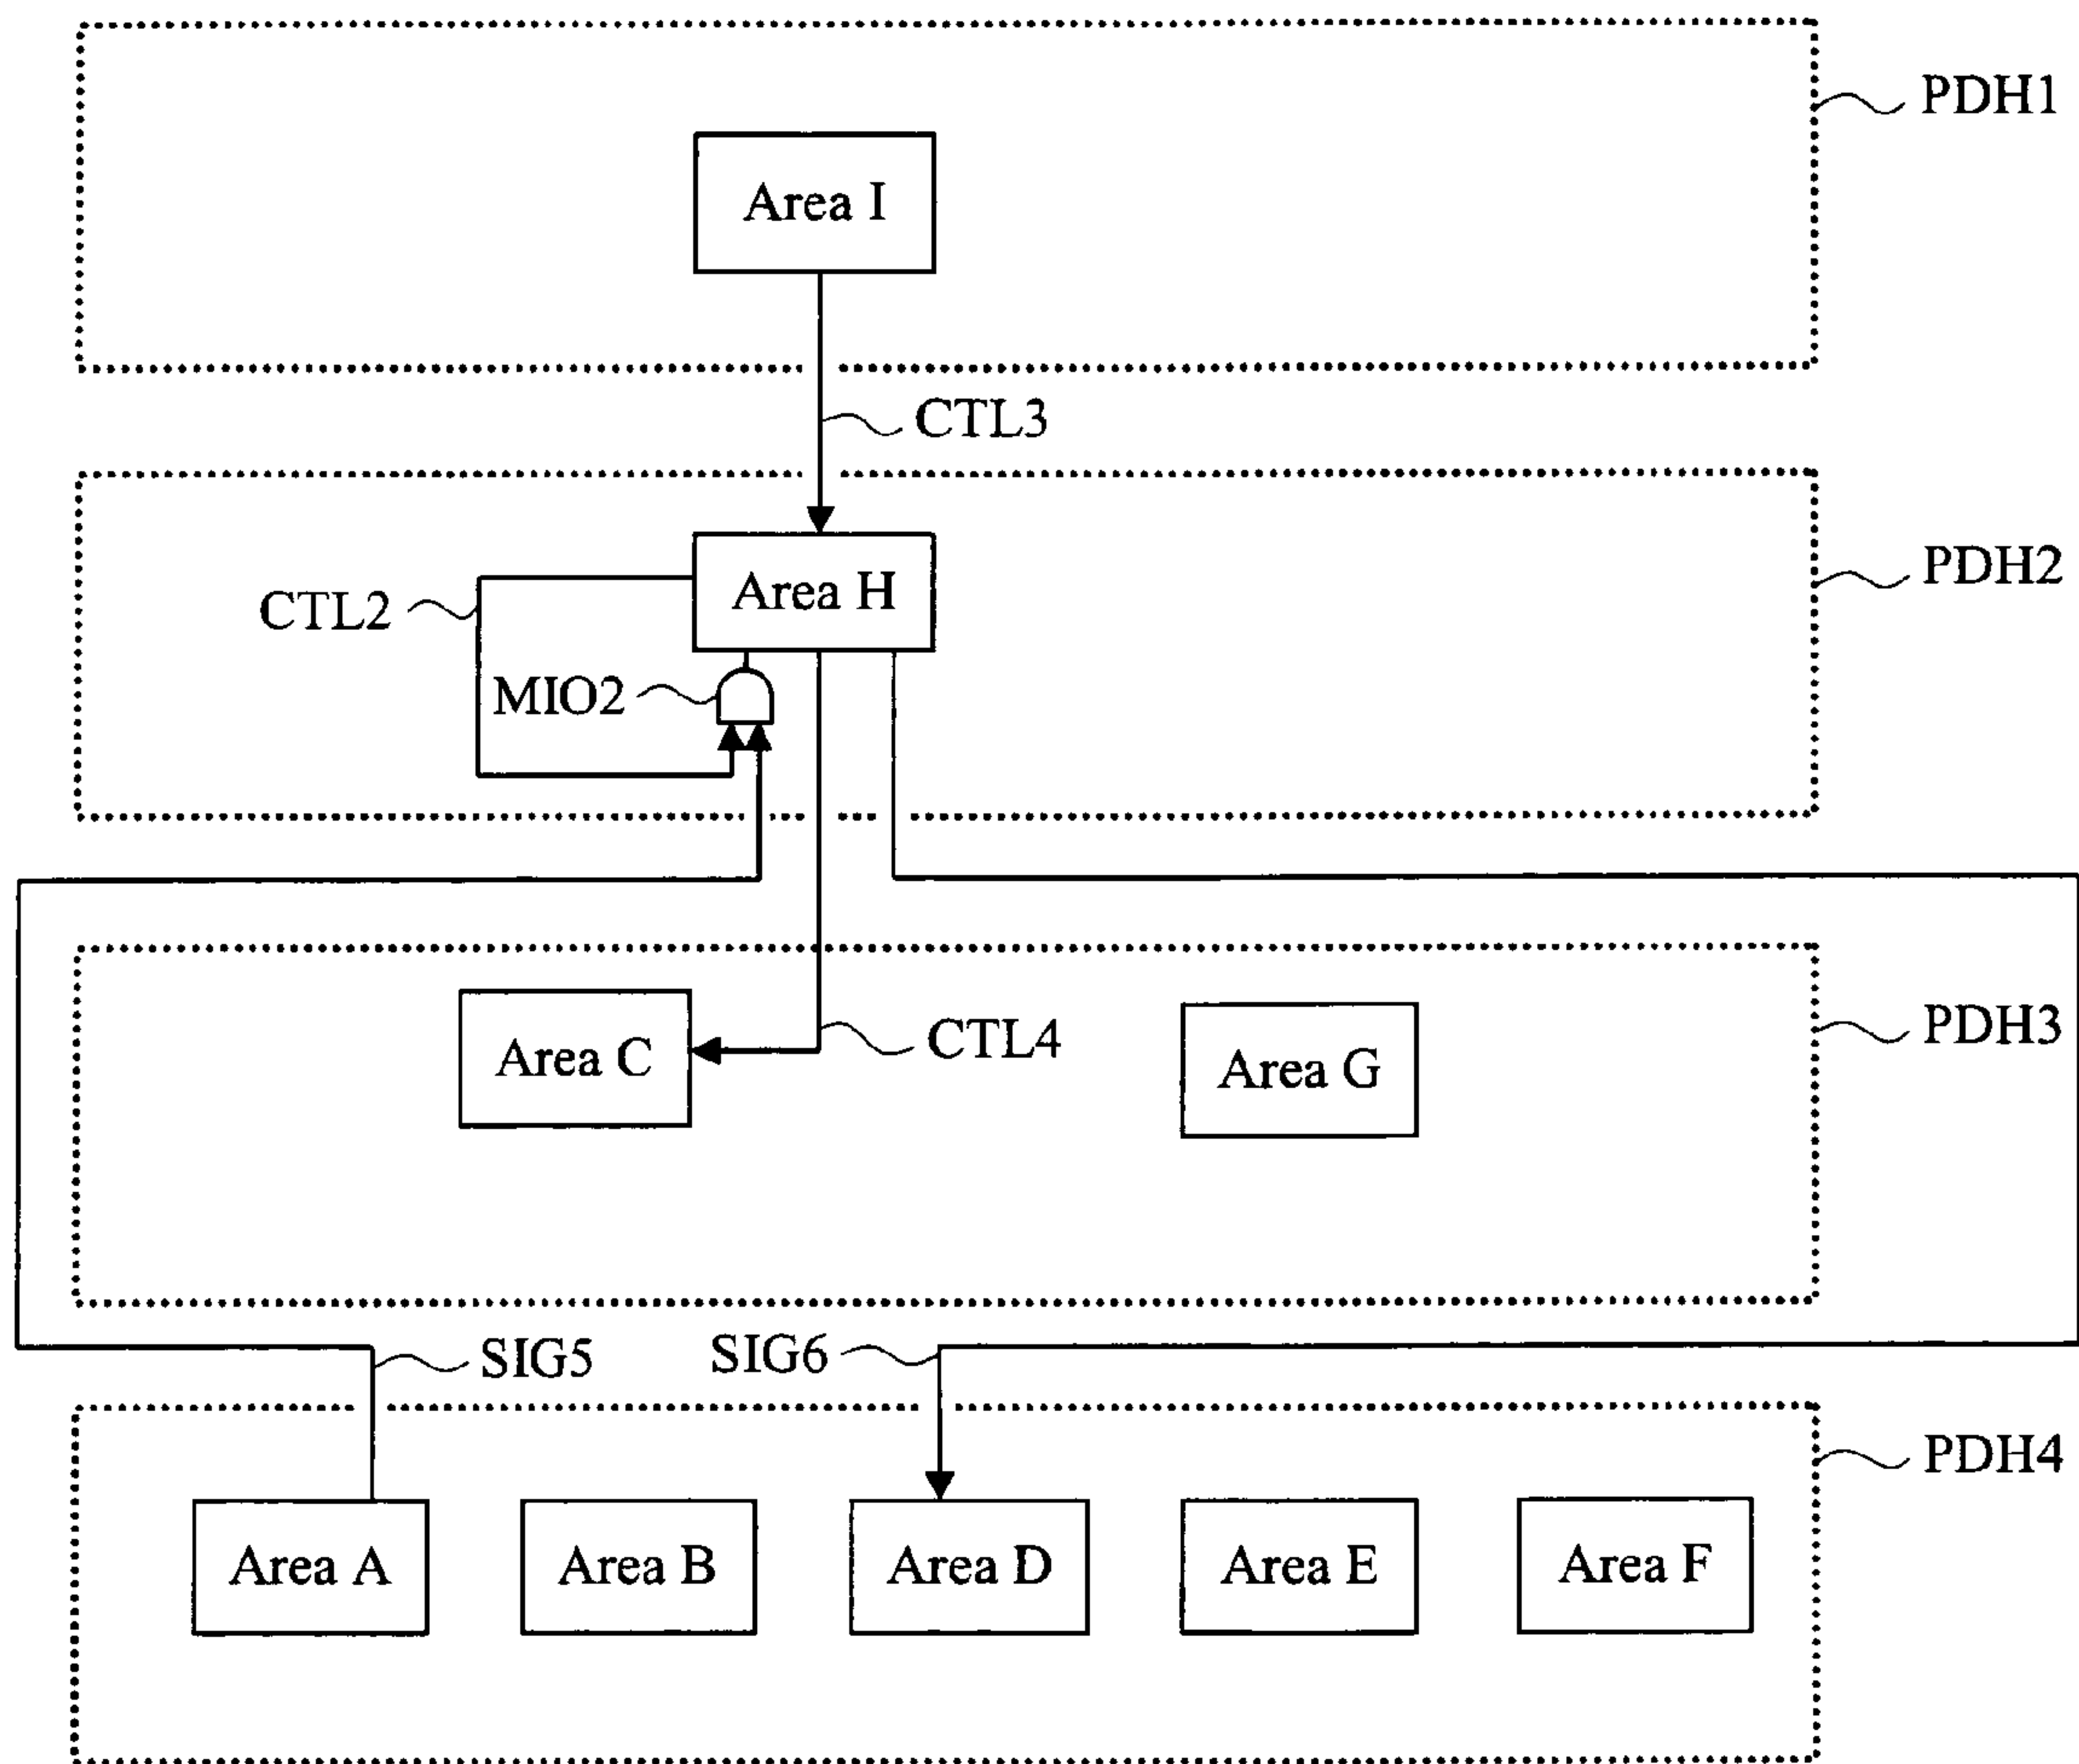 PDH1
Area I
CTL3
PDH2
Area H
CTL2
MIO2
PDH3
Area C
CTL4
Area G
SIG5
SIG6
PDH4
Area A
Area B
Area D
Area E
Area F